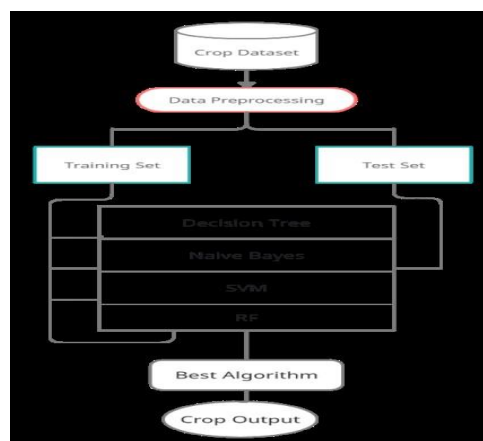 Crop Dataset
Data Preprocessing
Training Set
Test Set
Decision Tree
Naive Bayes
SVM
RF
Best Algorithm
Crop Output